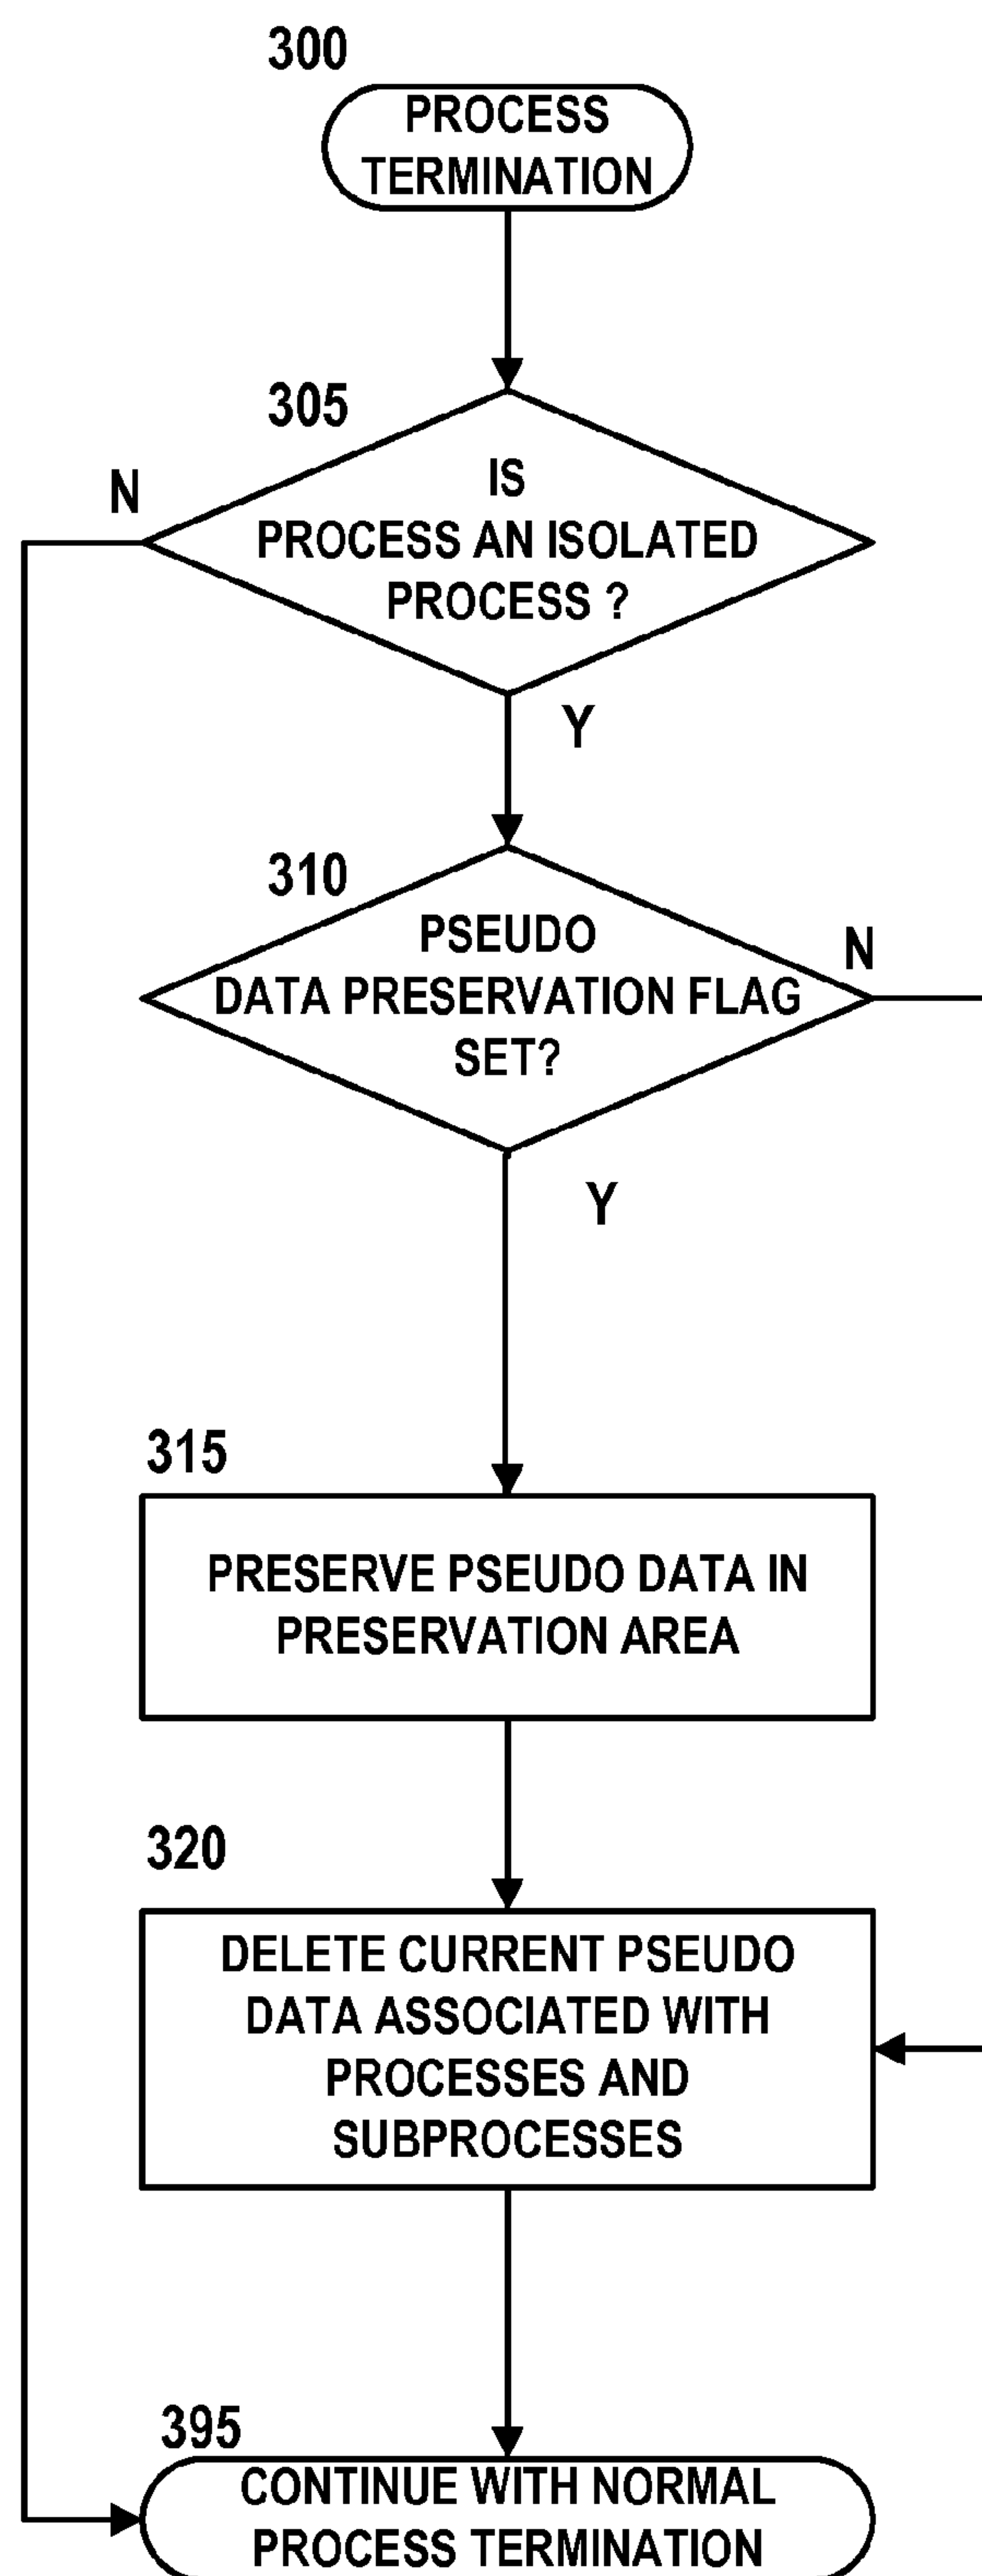 300
PROCESS
TERMINATION
305
N
IS
PROCESS AN ISOLATED
PROCESS ?
Y
310
PSEUDO
DATA PRESERVATION FLAG
SET?
N
Y
315
PRESERVE PSEUDO DATA IN
PRESERVATION AREA
320
DELETE CURRENT PSEUDO
DATA ASSOCIATED WITH
PROCESSES AND
SUBPROCESSES
395
CONTINUE WITH NORMAL
PROCESS TERMINATION